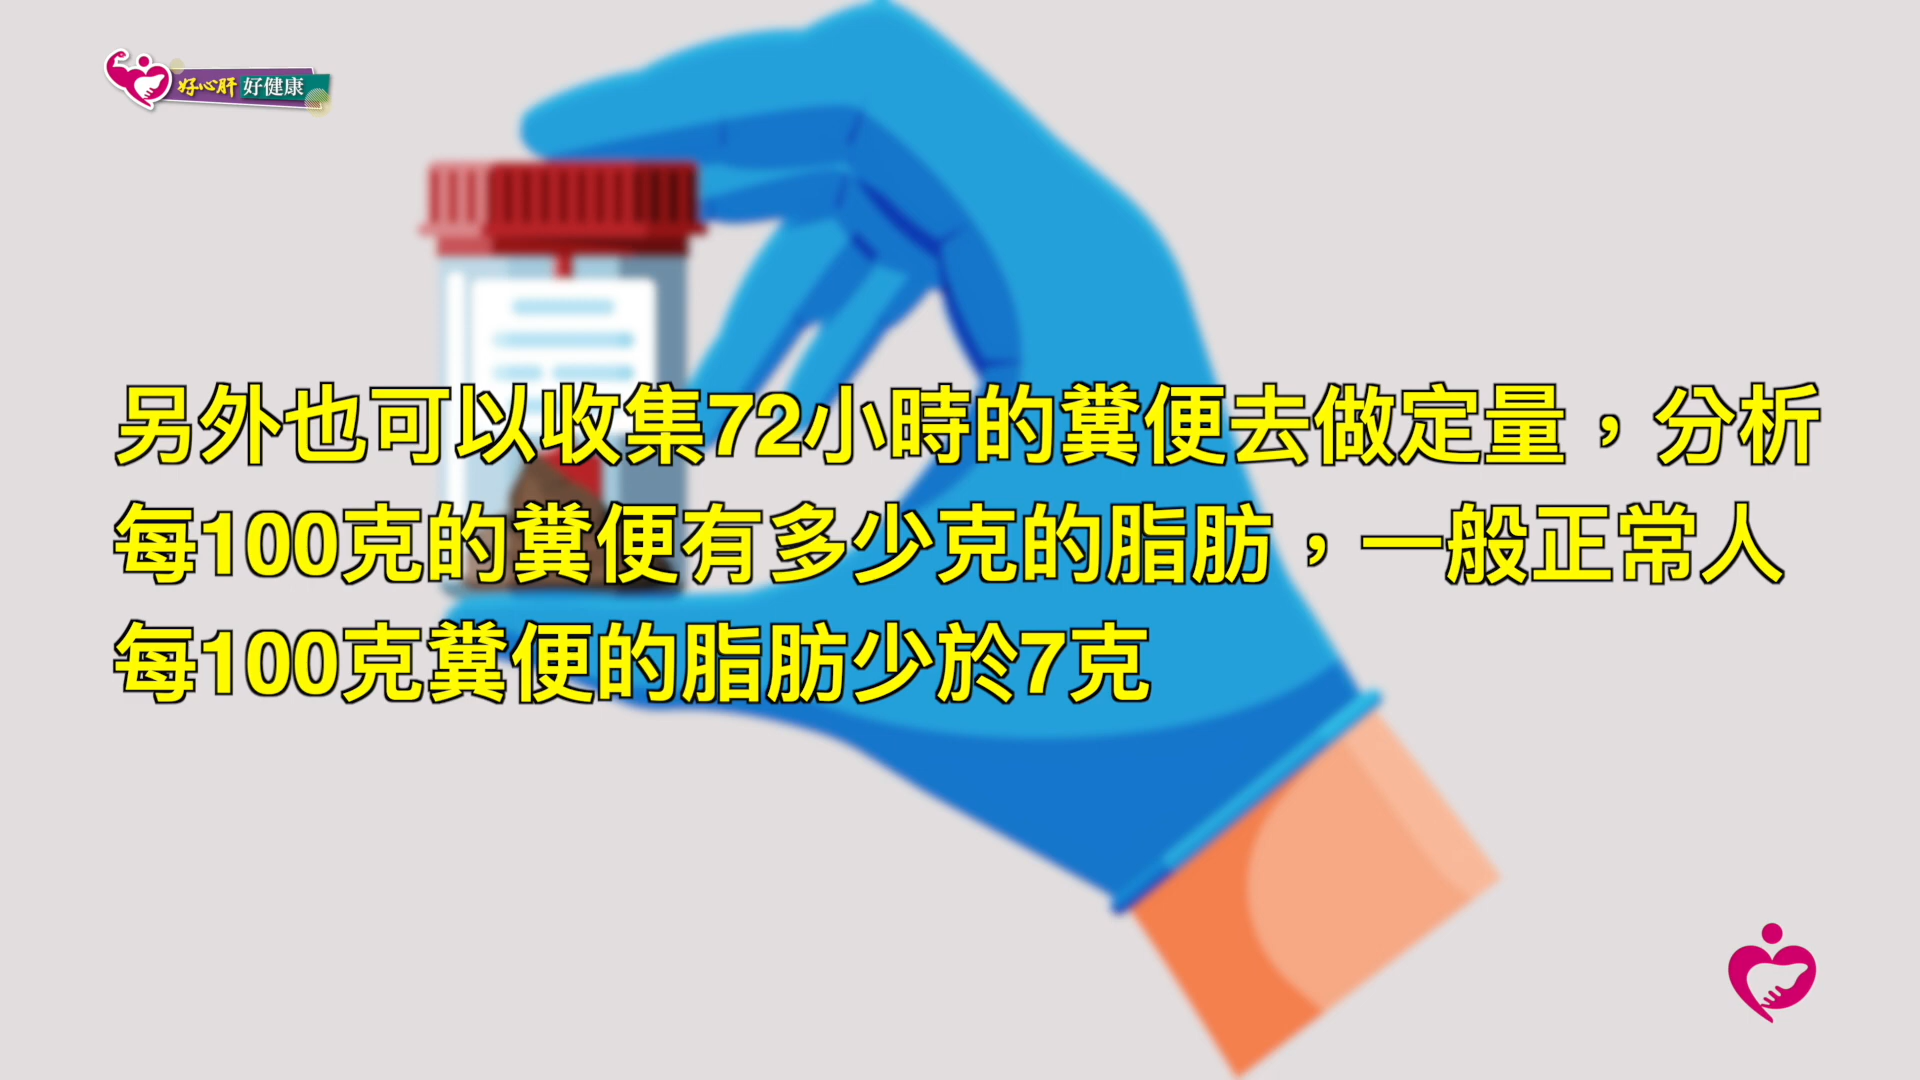 好心肝 好健康
另外也可以收集72小時的糞便去做定量，分析
每100克的糞便有多少克的脂肪，一般正常人
每100克糞便的脂肪少於7克